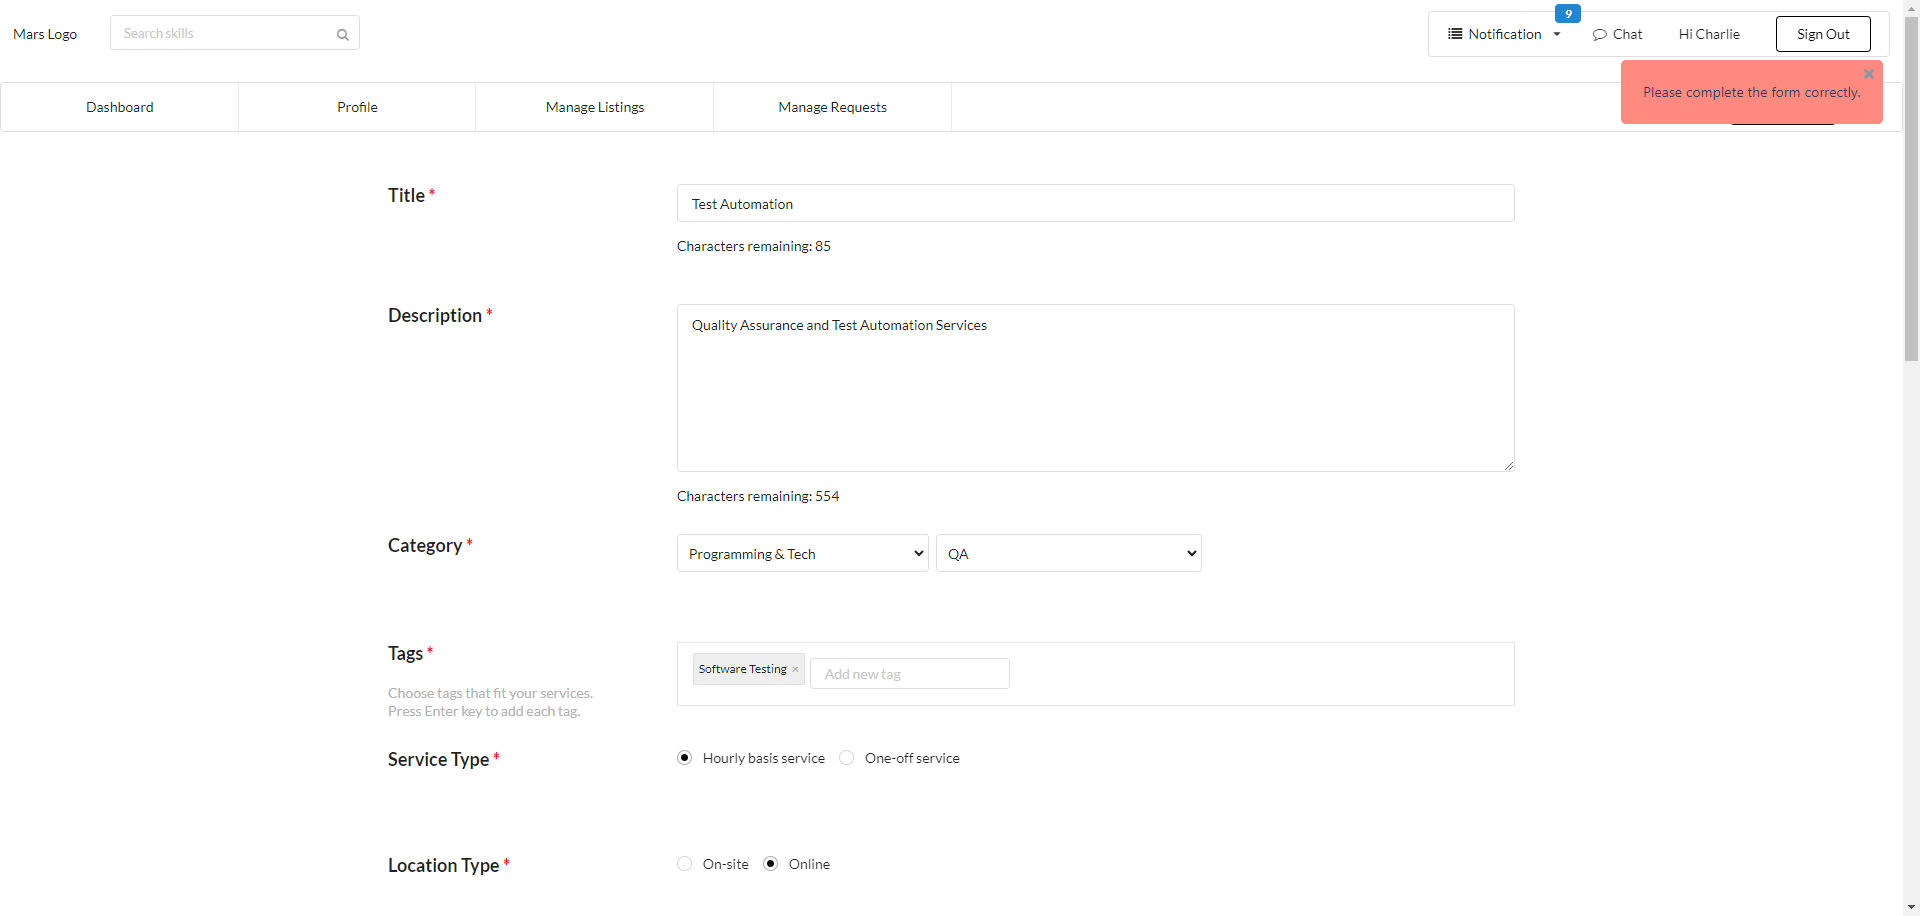 Mars Logo
Search skills
9
Notification
Chat
Hi Charlie
Sign Out
Please complete the form correctly.
Dashboard
Profile
Manage Listings
Manage Requests
Title *
Test Automation
Characters remaining: 85
Description *
Quality Assurance and Test Automation Services
Characters remaining: 554
Category *
Programming & Tech
QA
Tags *
Choose tags that fit your services.
Press Enter key to add each tag.
Software Testing ×
Add new tag
Service Type *
Hourly basis service
One-off service
Location Type *
On-site
Online